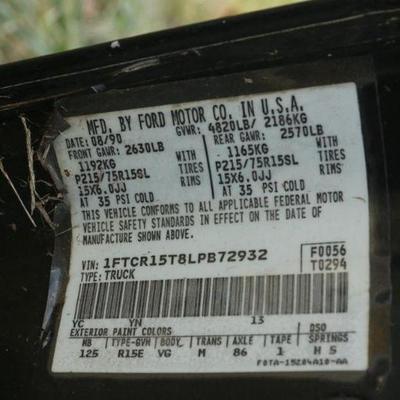 MFD. BY FORD MOTOR CO. IN U.S.A.
DATE: 08/90 GVWR: 4820LB/ 2186KG
FRONT GAWR: 2630LB REAR GAWR: 2570LB
1192KG WITH 1165KG WITH
P215/75R15SL TIRES P215/75R15SL TIRES
15X6.0JJ RIMS 15X6.0JJ RIMS
AT 35 PSI COLD AT 35 PSI COLD
THIS VEHICLE CONFORMS TO ALL APPLICABLE FEDERAL MOTOR
VEHICLE SAFETY STANDARDS IN EFFECT ON THE DATE OF
MANUFACTURE SHOWN ABOVE.
VIN: 1FTCR15T8LPB72932 F0056
TYPE: TRUCK T0294
YC YN 13
EXTERIOR PAINT COLORS DSO
WB TYPE-GVW BODY TRANS AXLE TAPE SPRINGS
125 R15E VG M 86 1 H 5
F0TA-15204A10-AA